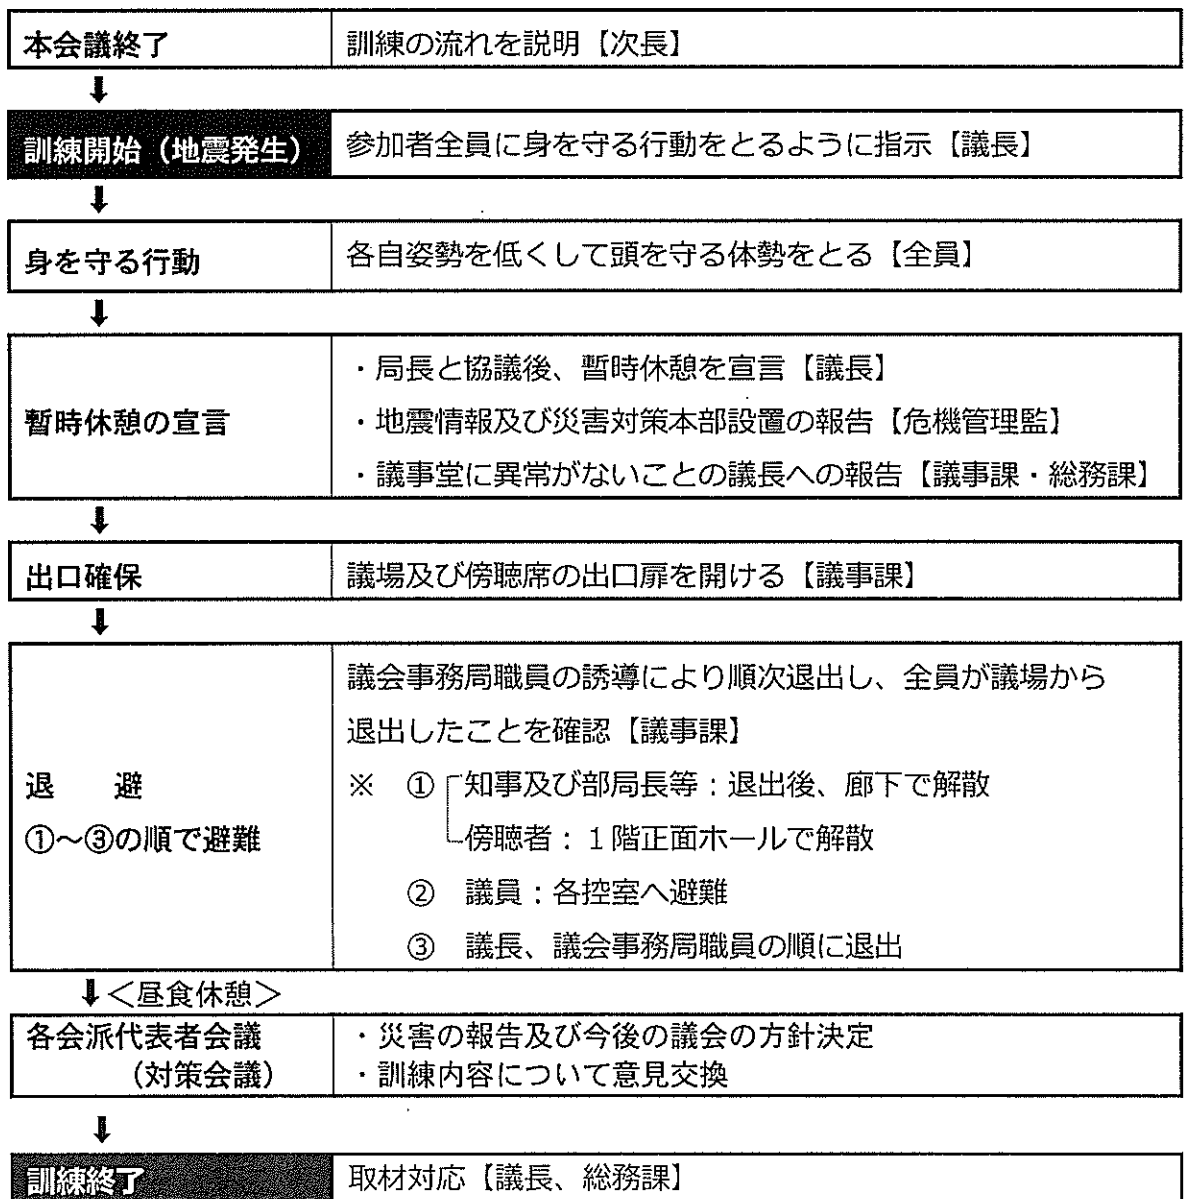 本会議終了
訓練の流れを説明【次長】
⬇
訓練開始（地震発生）
参加者全員に身を守る行動をとるように指示【議長】
⬇
身を守る行動
各自姿勢を低くして頭を守る体勢をとる【全員】
⬇
暫時休憩の宣言
・局長と協議後、暫時休憩を宣言【議長】
・地震情報及び災害対策本部設置の報告【危機管理監】
・議事堂に異常がないことの議長への報告【議事課・総務課】
⬇
出口確保
議場及び傍聴席の出口扉を開ける【議事課】
⬇
退　　避
①～③の順で避難
議会事務局職員の誘導により順次退出し、全員が議場から
退出したことを確認【議事課】
※　①知事及び部局長等：退出後、廊下で解散
傍聴者：１階正面ホールで解散
②　議員：各控室へ避難
③　議長、議会事務局職員の順に退出
⬇＜昼食休憩＞
各会派代表者会議
（対策会議）
・災害の報告及び今後の議会の方針決定
・訓練内容について意見交換
⬇
訓練終了
取材対応【議長、総務課】